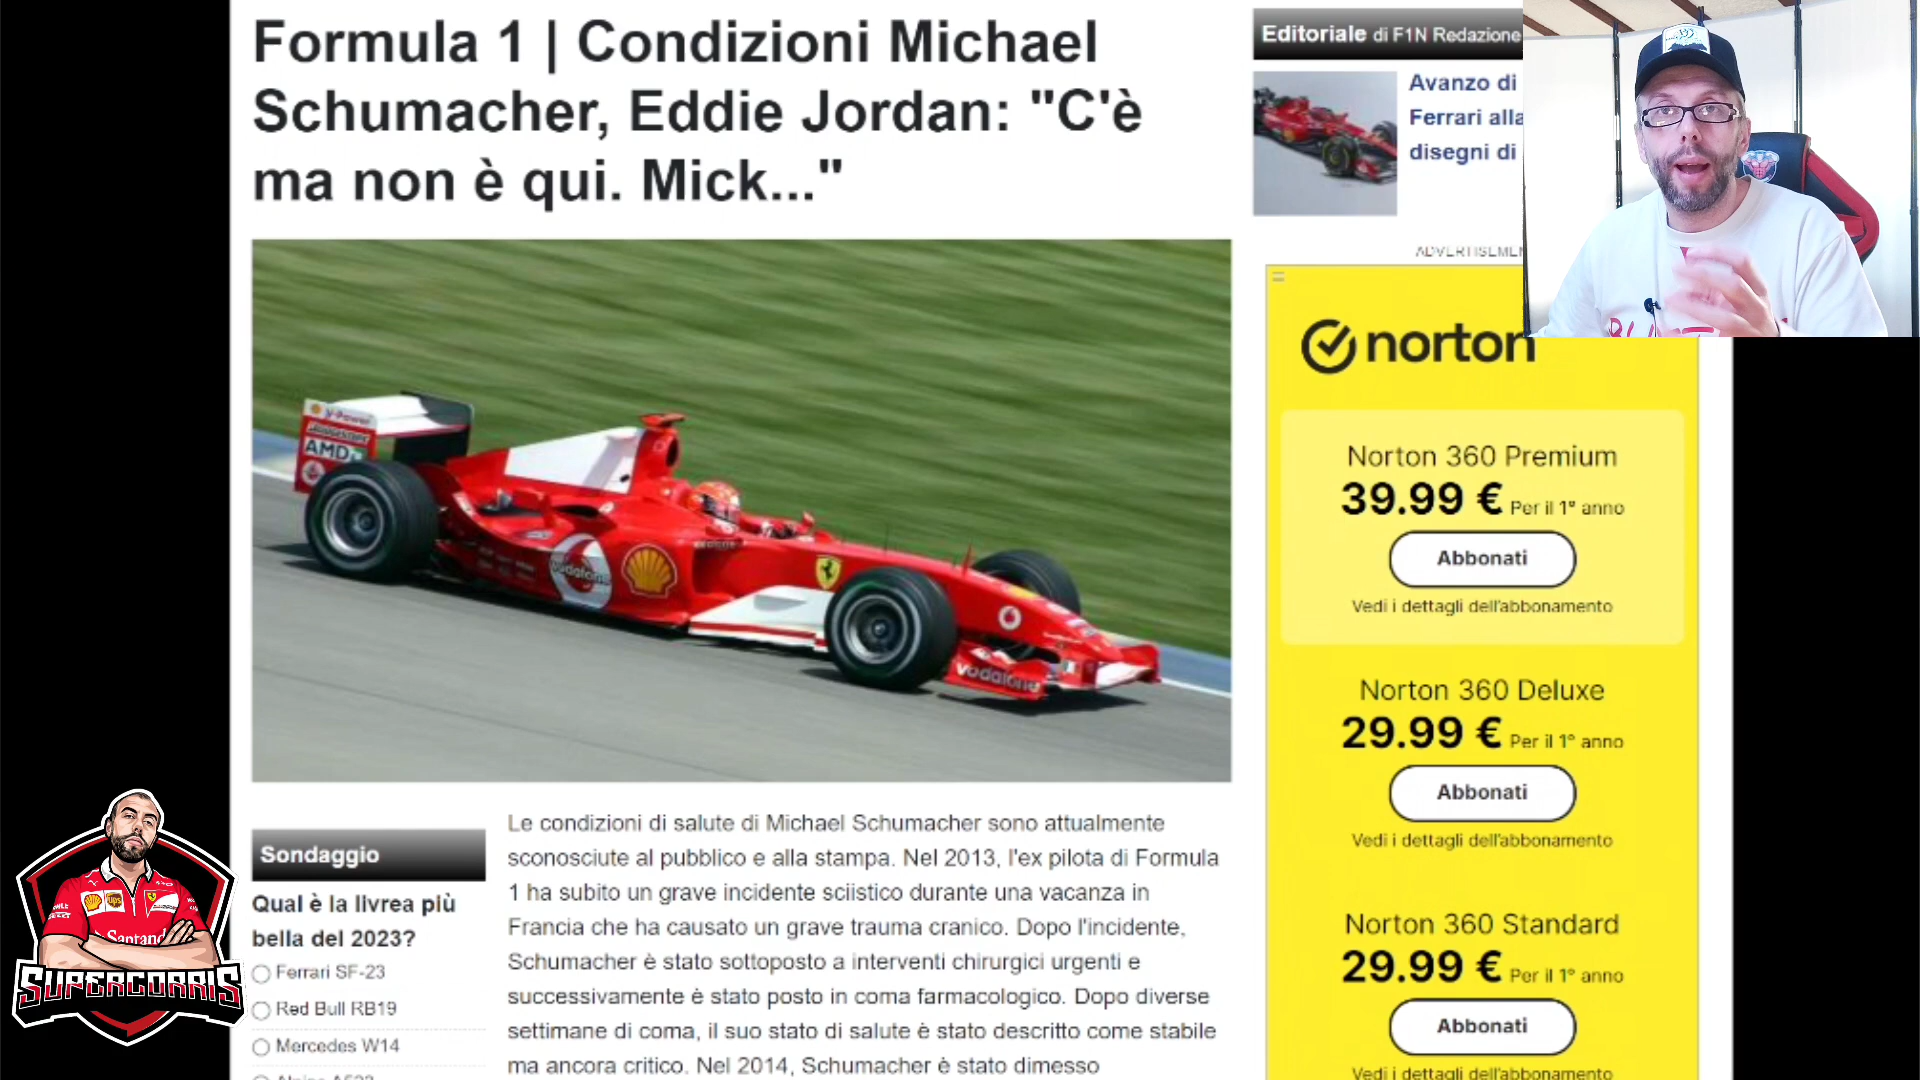 Formula 1 | Condizioni Michael
Schumacher, Eddie Jordan: "C'è
ma non è qui. Mick..."
Editoriale di F1N Redazione
Avanzo di
Ferrari alla
disegni di
ADVERTISEMEN
norton
Norton 360 Premium
39.99 € Per il 1° anno
Abbonati
Vedi i dettagli dell'abbonamento
Norton 360 Deluxe
29.99 € Per il 1° anno
Abbonati
Vedi i dettagli dell'abbonamento
Norton 360 Standard
29.99 € Per il 1° anno
Abbonati
Vedi i dettagli dell'abbonamento
V-Power
BRIDGESTONE
AMD
vodafone
vodafone
Sondaggio
Qual è la livrea più
bella del 2023?
Ferrari SF-23
Red Bull RB19
Mercedes W14
Le condizioni di salute di Michael Schumacher sono attualmente
sconosciute al pubblico e alla stampa. Nel 2013, l'ex pilota di Formula
1 ha subito un grave incidente sciistico durante una vacanza in
Francia che ha causato un grave trauma cranico. Dopo l'incidente,
Schumacher è stato sottoposto a interventi chirurgici urgenti e
successivamente è stato posto in coma farmacologico. Dopo diverse
settimane di coma, il suo stato di salute è stato descritto come stabile
ma ancora critico. Nel 2014, Schumacher è stato dimesso
ups
Santand
SUPERCORRIS